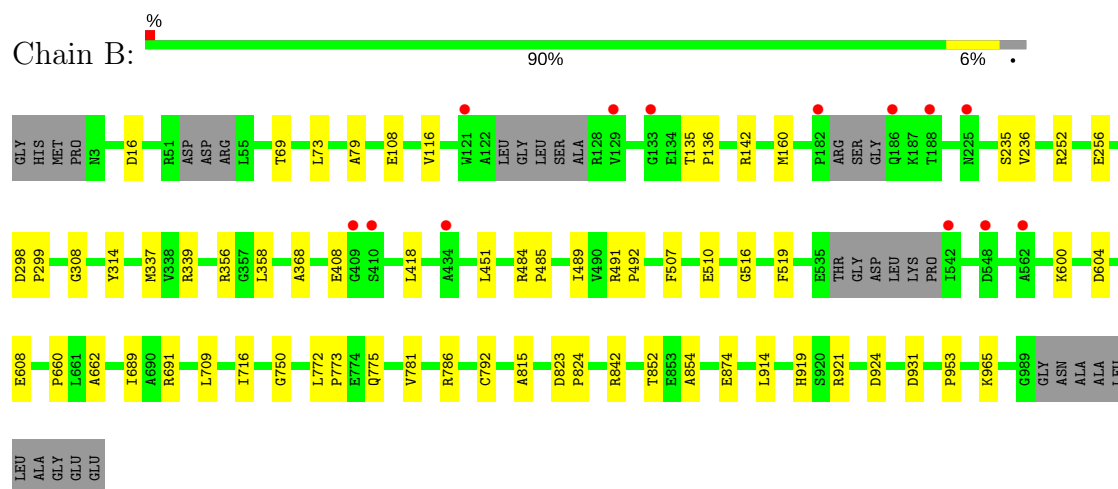 %
Chain B:
90% 6% •
GLY HIS MET PRO N3 D16 R51 ASP ASP ARG L55 T69 L73 A79 E108 V116 W121 A122 LEU GLY LEU SER ALA R128 V129 G133 E134 T135 P136 R142 M160 P182 ARG SER GLY Q186 K187 T188 N225 S235 V236 R252 E256
D298 P299 G308 Y314 M337 V338 R339 R356 G357 L358 A368 E408 G409 S410 L418 A434 L451 R484 P485 I489 V490 R491 P492 F507 E510 G516 F519 E535 THR GLY ASP LEU LYS PRO I542 D548 A562 K600 D604
E608 P660 L661 A662 I689 A690 R691 L709 I716 G750 L772 P773 E774 Q775 V781 R786 C792 A815 D823 P824 R842 T852 E853 A854 E874 L914 H919 S920 R921 D924 D931 P953 K965 G989 GLY ASN ALA ALA LEU
LEU ALA GLY GLU GLU